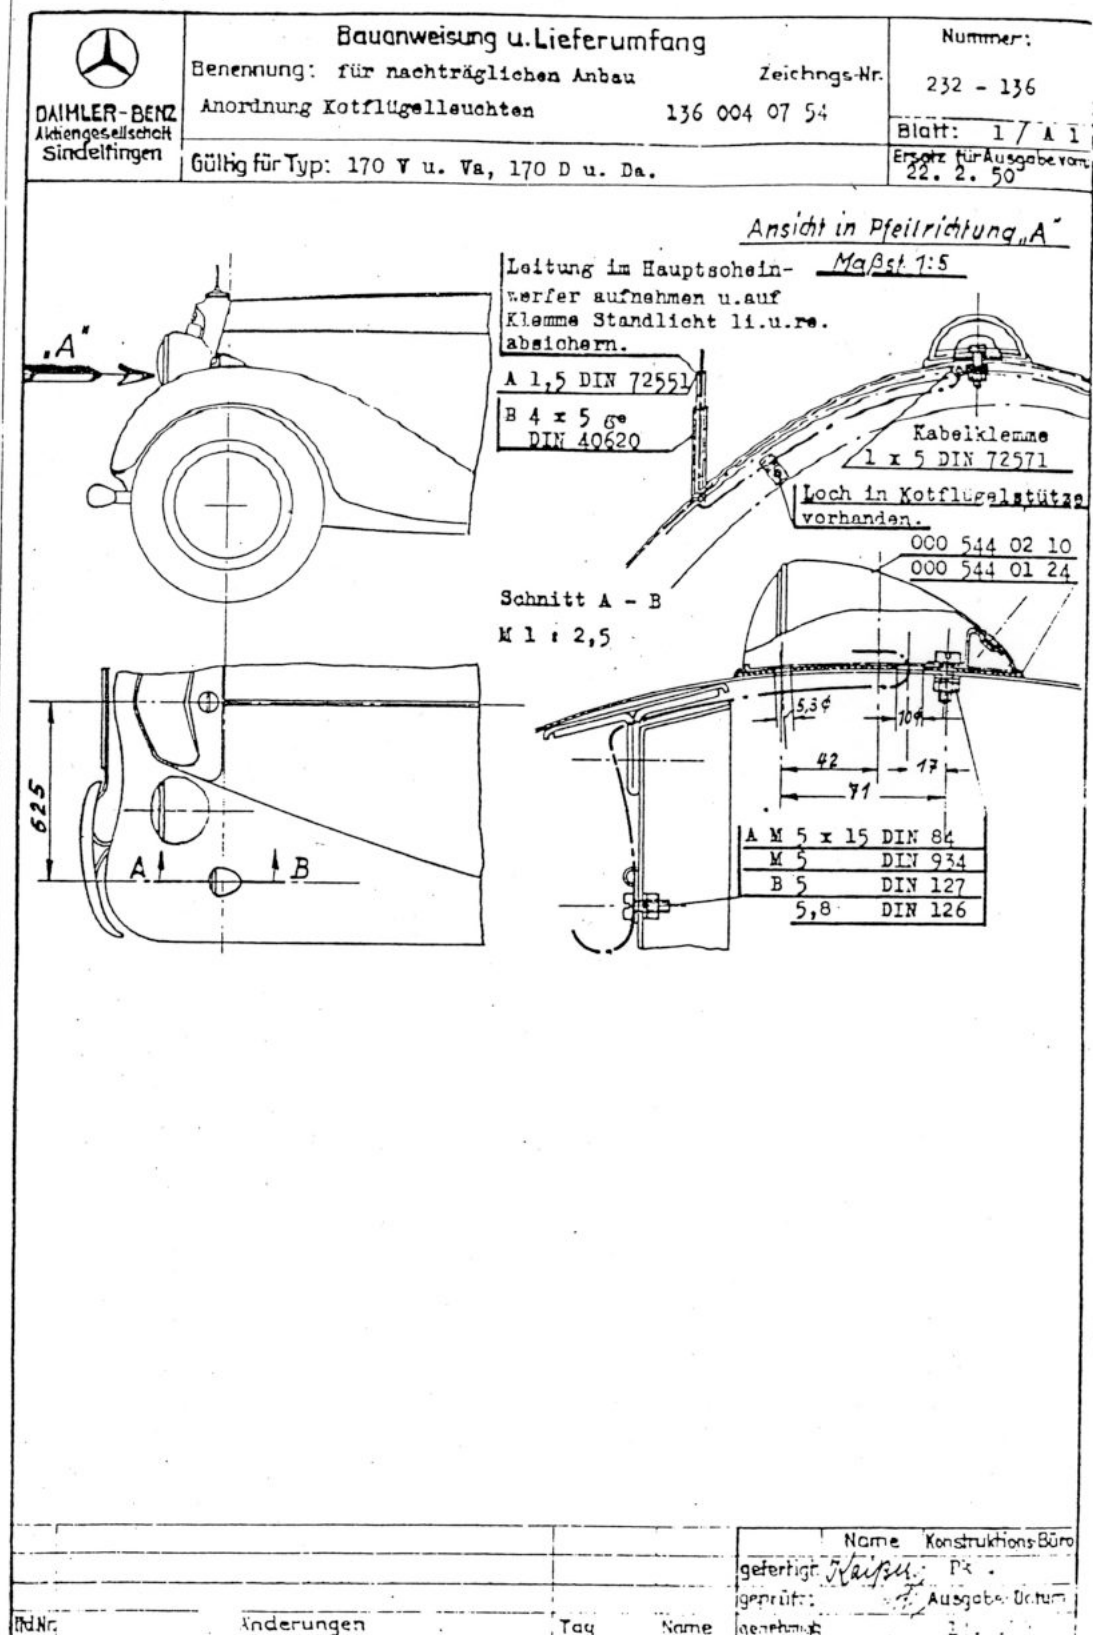 Bauanweisung u. Lieferumfang
Nummer:
DAIMLER-BENZ
Aktiengesellschaft
Sindelfingen
Benennung: für nachträglichen Anbau
Zeichngs-Nr.
232 - 136
Anordnung Kotflügelleuchten
136 004 07 54
Blatt: 1 / A 1
Gültig für Typ: 170 V u. Va, 170 D u. Da.
Ersatz für Ausgabe vom:
22. 2. 50
Ansicht in Pfeilrichtung „A"
Maßst. 1:5
Leitung im Hauptschein-
werfer aufnehmen u.auf
Klemme Standlicht li.u.re.
absichern.
„A"
A 1,5 DIN 72551
B 4 x 5 ge
DIN 40620
Kabelklemme
1 x 5 DIN 72571
Loch in Kotflügelstütze
vorhanden.
000 544 02 10
000 544 01 24
Schnitt A - B
M 1 : 2,5
5,3 ϕ
10 ϕ
42
17
71
625
A
B
A M 5 x 15 DIN 84
M 5 DIN 934
B 5 DIN 127
5,8 DIN 126
Name Konstruktions-Büro
gefertigt:
geprüft:
Ausgabe-Datum
lfd.Nr.
Änderungen
Tag
Name
genehmigt: